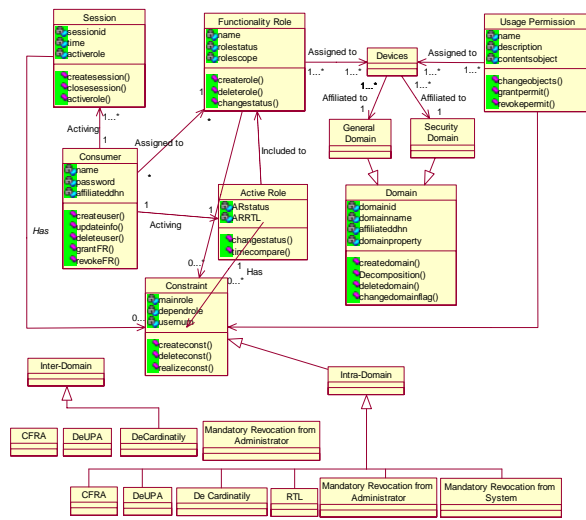 Session
sessionid
time
activerole
createsession()
closesession()
activerole()
Functionality Role
name
rolestatus
rolescope
createrole()
deleterole()
changestatus()
Assigned to
1...*
1...*
Devices
Assigned to
1...*
1...*
Usage Permission
name
description
contentsobject
changeobjects()
grantpermit()
revokepermit()
1...*
1...*
Affiliated to
Affiliated to
1
1
General
Domain
Security
Domain
1...*
1
Activing
Assigned to
1
*
*
Consumer
name
password
affiliateddhn
createuser()
updateinfo()
deleteuser()
grantFR()
revokeFR()
Included to
1
1
Activing
Active Role
ARstatus
ARRTL
changestatus()
timecompare()
Domain
domainid
domainname
affiliateddhn
domainproperty
createdomain()
Decomposition()
deletedomain()
changedomainflag()
Has
1
Has
0...*
0...*
0...*
Constraint
mainrole
dependrole
usernum
createconst()
deleteconst()
realizeconst()
Inter-Domain
Intra-Domain
CFRA
DeUPA
DeCardinatily
Mandatory Revocation from
Administrator
CFRA
DeUPA
De Cardinatily
RTL
Mandatory Revocation from
Administrator
Mandatory Revocation from
System